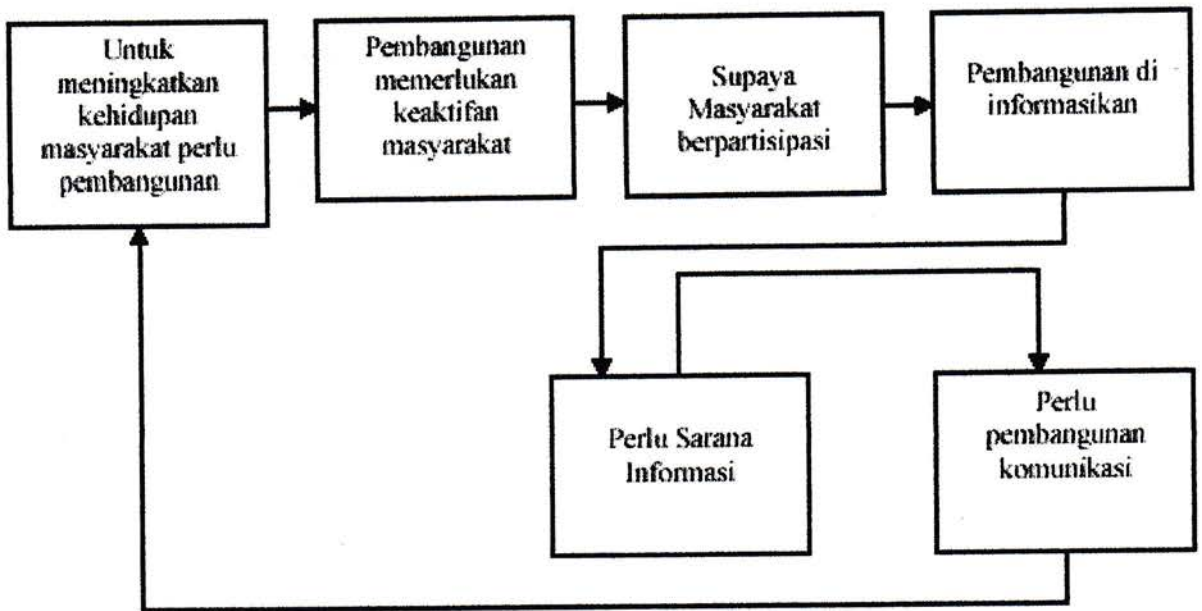 Untuk
meningkatkan
kehidupan
masyarakat perlu
pembangunan
Pembangunan
memerlukan
keaktifan
masyarakat
Supaya
Masyarakat
berpartisipasi
Pembangunan di
informasikan
Perlu Sarana
Informasi
Perlu
pembangunan
komunikasi